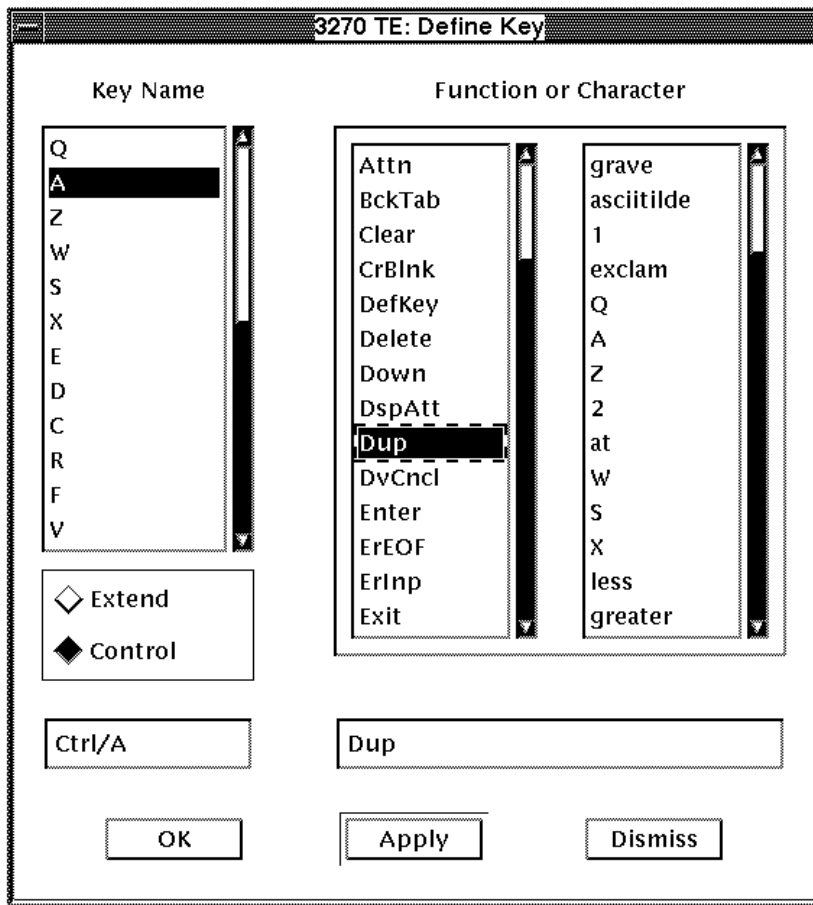 3270 TE: Define Key
Key Name
Function or Character
Q
A
Z
W
S
X
E
D
C
R
F
V
Attn
BckTab
Clear
CrBlnk
DefKey
Delete
Down
DspAtt
Dup
DvCncl
Enter
ErEOF
ErInp
Exit
grave
asciitilde
1
exclam
Q
A
Z
2
at
W
S
X
less
greater
Extend
Control
Ctrl/A
Dup
OK
Apply
Dismiss